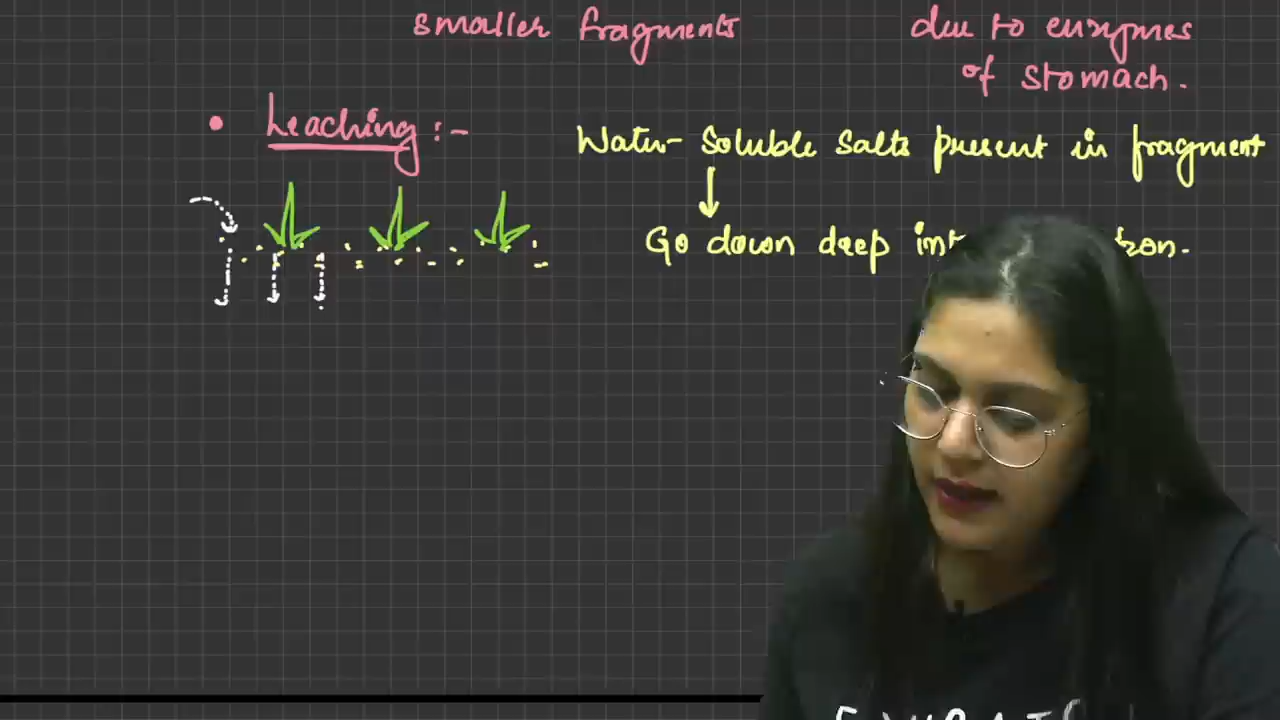 smaller fragments
due to enzymes
of stomach.
• Leaching :-
Water- soluble salts present in fragment
Go down deep